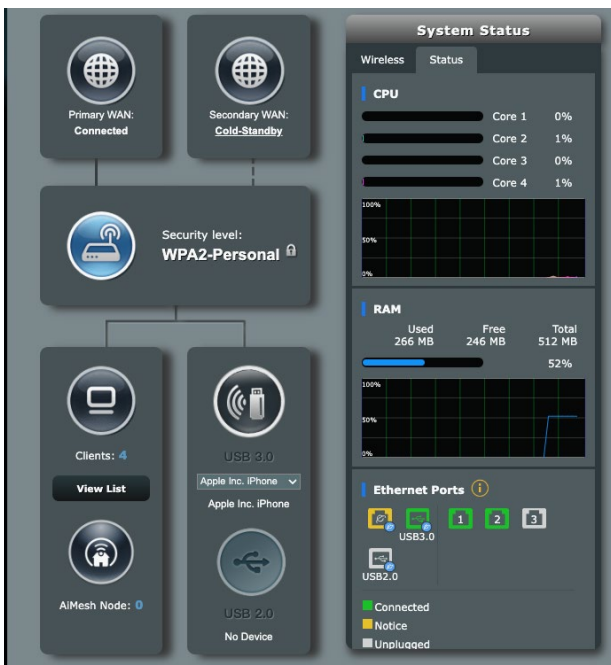 Primary WAN:
Connected
Secondary WAN:
Cold-Standby
Security level:
WPA2-Personal
Clients: 4
View List
AiMesh Node: 0
USB 3.0
Apple Inc. iPhone
Apple Inc. iPhone
USB 2.0
No Device
System Status
Wireless Status
CPU
Core 1 0%
Core 2 1%
Core 3 0%
Core 4 1%
100%
50%
0%
RAM
Used Free Total
266 MB 246 MB 512 MB
52%
100%
50%
0%
Ethernet Ports
USB3.0
1 2 3
USB2.0
Connected
Notice
Unplugged